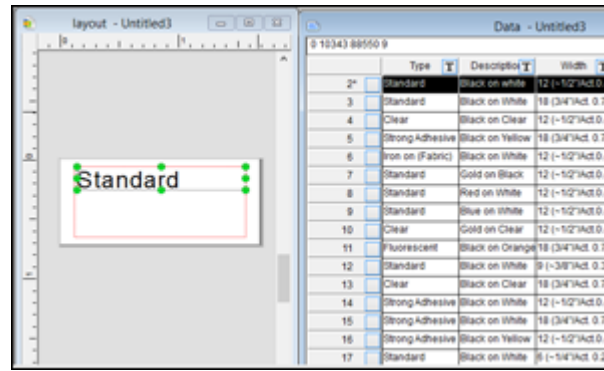 layout - Untitled3
Data - Untitled3
0 10343 88550 9
Type T Description T Width T
2* Standard Black on white 12 (~1/2"/Act.0.
3 Standard Black on White 18 (3/4"/Act. 0.7
4 Clear Black on Clear 12 (~1/2"/Act.0.
5 Strong Adhesive Black on Yellow 18 (3/4"/Act. 0.7
6 Iron on (Fabric) Black on White 12 (~1/2"/Act.0.
7 Standard Gold on Black 12 (~1/2"/Act.0.
8 Standard Red on White 12 (~1/2"/Act.0.
9 Standard Blue on White 12 (~1/2"/Act.0.
10 Clear Gold on Clear 12 (~1/2"/Act.0.
11 Fluorescent Black on Orange 18 (3/4"/Act. 0.7
12 Standard Black on White 9 (~3/8"/Act. 0.3
13 Clear Black on Clear 18 (3/4"/Act. 0.7
14 Strong Adhesive Black on White 12 (~1/2"/Act.0.
15 Strong Adhesive Black on White 18 (3/4"/Act. 0.7
16 Strong Adhesive Black on Yellow 12 (~1/2"/Act.0.
17 Standard Black on White 6 (~1/4"/Act. 0.2
Standard